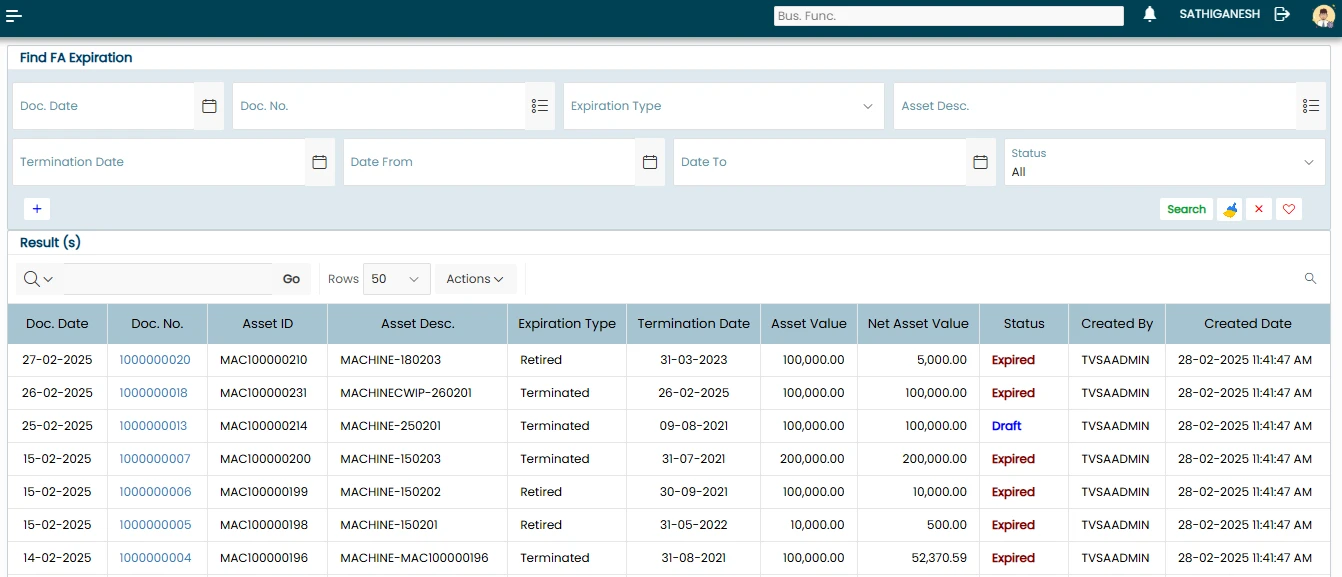 Bus. Func. SATHIGANESH
Find FA Expiration
Doc. Date Doc. No. Expiration Type Asset Desc.
Termination Date Date From Date To Status
All
+ Search
Result (s)
Go Rows 50 Actions
Doc. Date Doc. No. Asset ID Asset Desc. Expiration Type Termination Date Asset Value Net Asset Value Status Created By Created Date
27-02-2025 1000000020 MAC100000210 MACHINE-180203 Retired 31-03-2023 100,000.00 5,000.00 Expired TVSAADMIN 28-02-2025 11:41:47 AM
26-02-2025 1000000018 MAC100000231 MACHINECWIP-260201 Terminated 26-02-2025 100,000.00 100,000.00 Expired TVSAADMIN 28-02-2025 11:41:47 AM
25-02-2025 1000000013 MAC100000214 MACHINE-250201 Terminated 09-08-2021 100,000.00 100,000.00 Draft TVSAADMIN 28-02-2025 11:41:47 AM
15-02-2025 1000000007 MAC100000200 MACHINE-150203 Terminated 31-07-2021 200,000.00 200,000.00 Expired TVSAADMIN 28-02-2025 11:41:47 AM
15-02-2025 1000000006 MAC100000199 MACHINE-150202 Retired 30-09-2021 100,000.00 10,000.00 Expired TVSAADMIN 28-02-2025 11:41:47 AM
15-02-2025 1000000005 MAC100000198 MACHINE-150201 Retired 31-05-2022 10,000.00 500.00 Expired TVSAADMIN 28-02-2025 11:41:47 AM
14-02-2025 1000000004 MAC100000196 MACHINE-MAC100000196 Terminated 31-08-2021 100,000.00 52,370.59 Expired TVSAADMIN 28-02-2025 11:41:47 AM